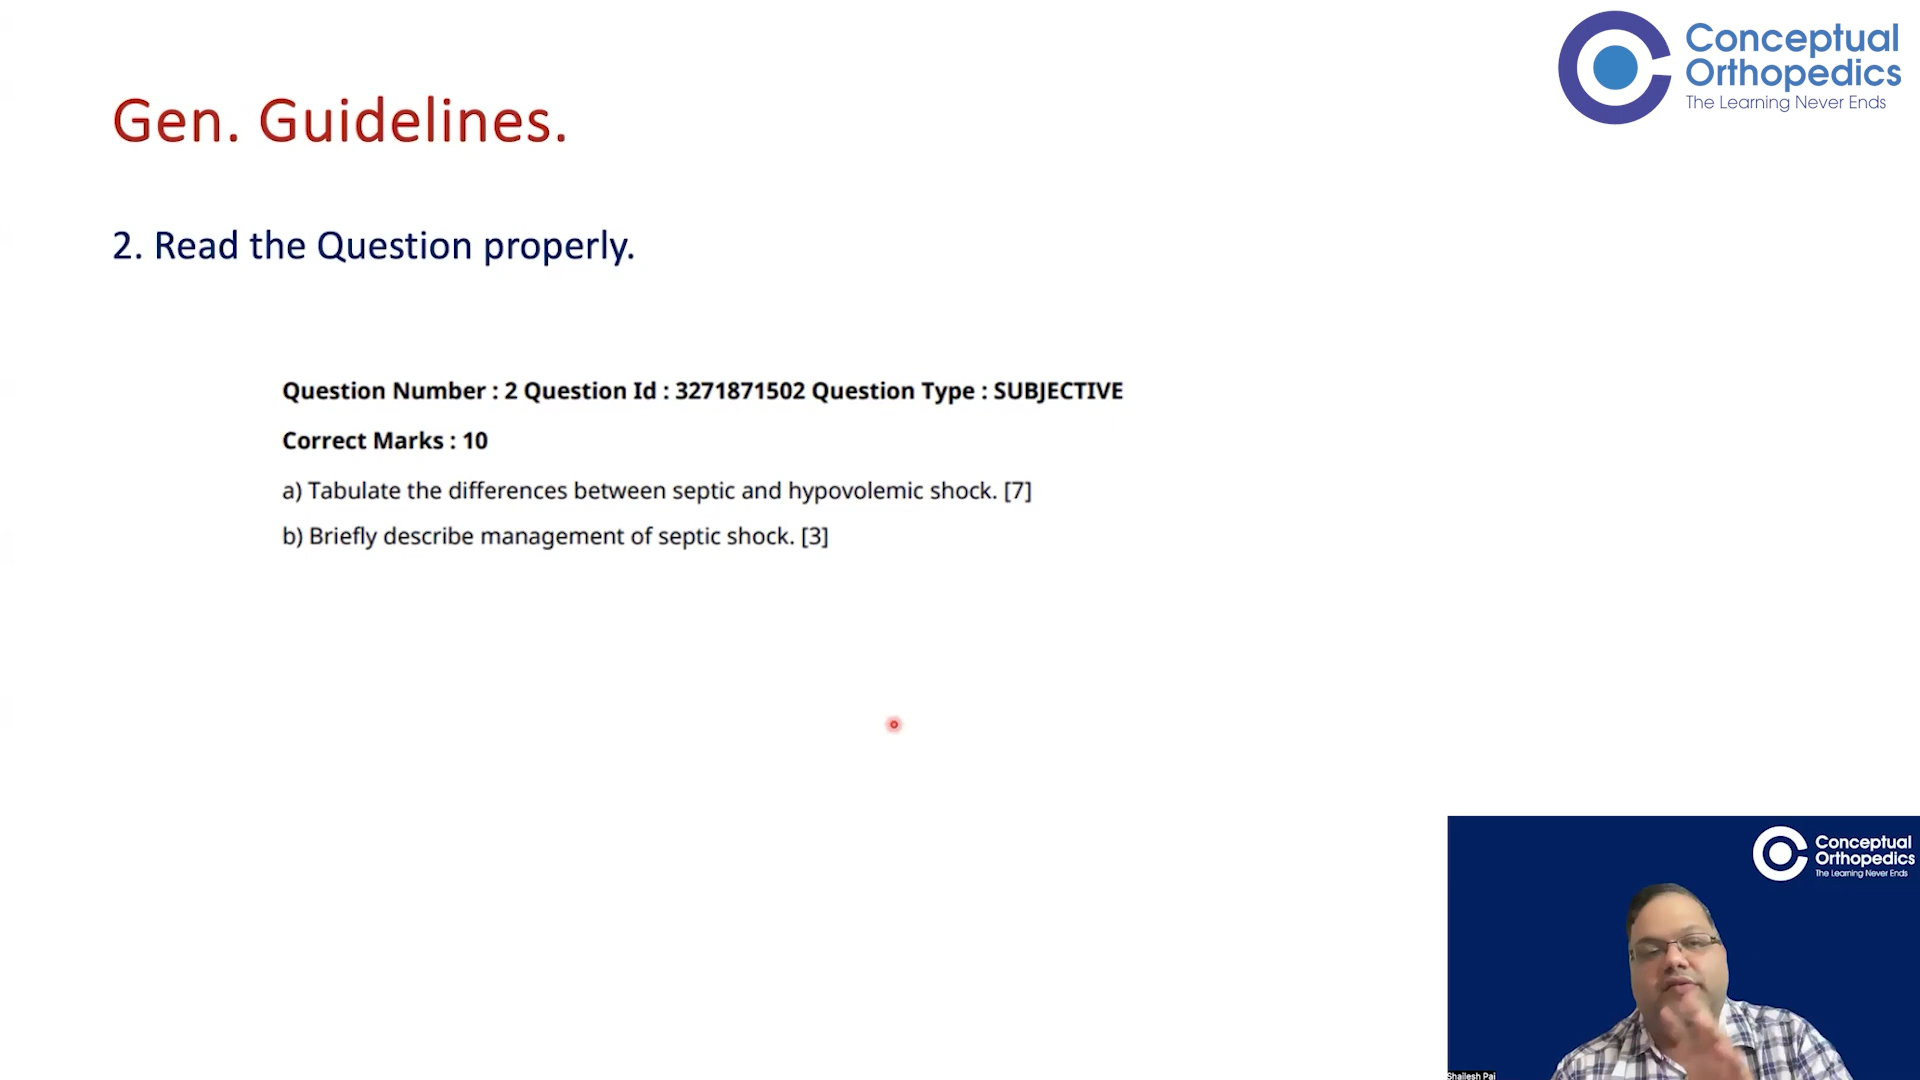 Conceptual
Orthopedics
The Learning Never Ends
Gen. Guidelines.
2. Read the Question properly.
Question Number : 2 Question Id : 3271871502 Question Type : SUBJECTIVE
Correct Marks : 10
a) Tabulate the differences between septic and hypovolemic shock. [7]
b) Briefly describe management of septic shock. [3]
Conceptual
Orthopedics
The Learning Never Ends
Shailesh Pai